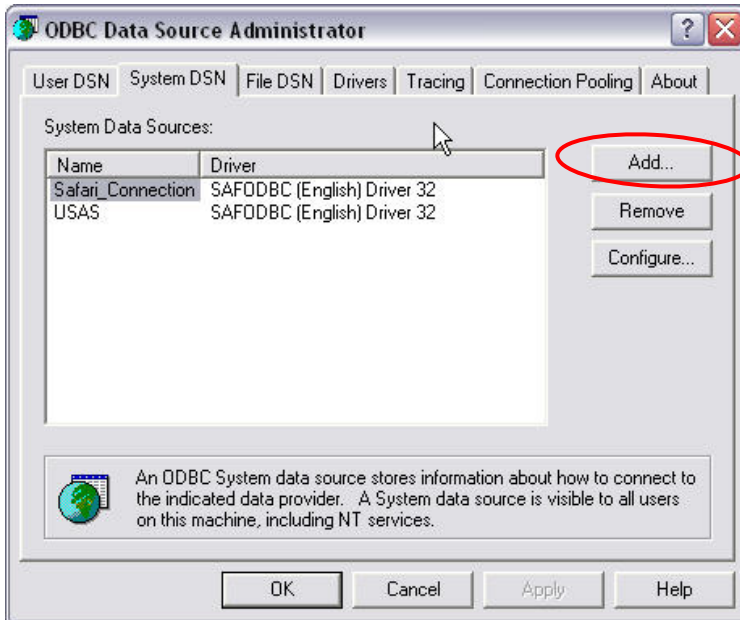 ODBC Data Source Administrator
User DSN System DSN File DSN Drivers Tracing Connection Pooling About
System Data Sources:
Name Driver
Safari_Connection SAFODBC (English) Driver 32
USAS SAFODBC (English) Driver 32
Add...
Remove
Configure...
An ODBC System data source stores information about how to connect to
the indicated data provider. A System data source is visible to all users
on this machine, including NT services.
OK Cancel Apply Help